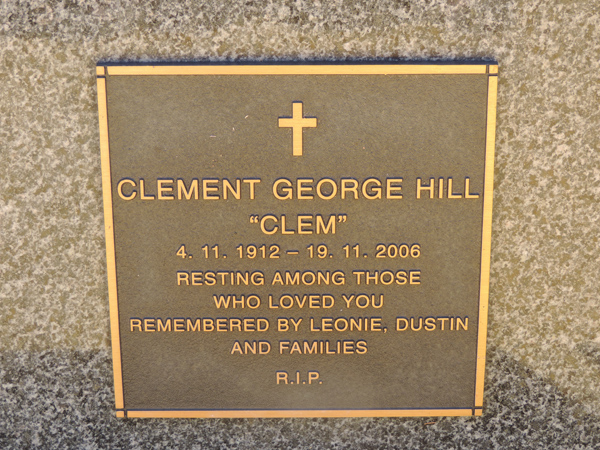 CLEMENT GEORGE HILL
“CLEM”
4. 11. 1912 – 19. 11. 2006
RESTING AMONG THOSE
WHO LOVED YOU
REMEMBERED BY LEONIE, DUSTIN
AND FAMILIES
R.I.P.